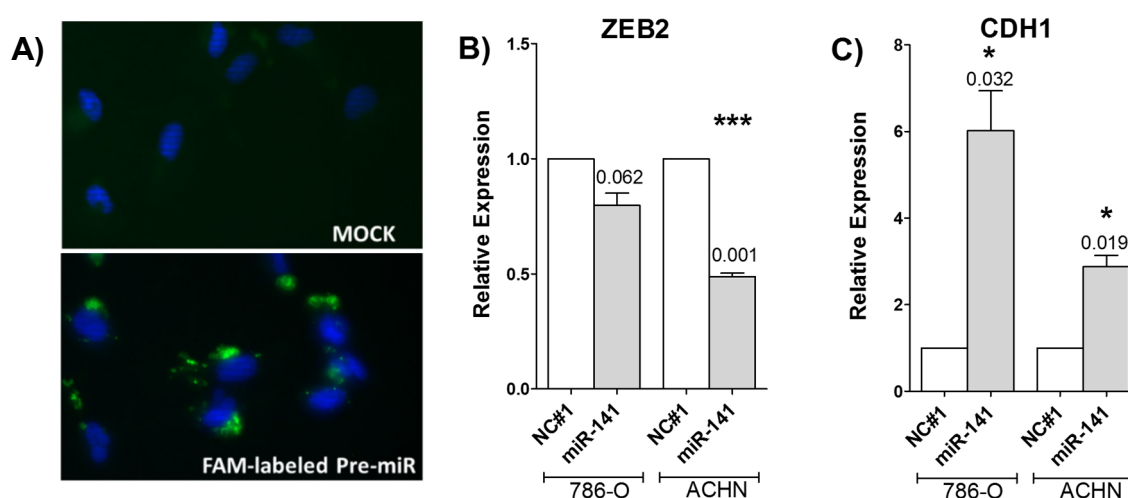 A)
MOCK
FAM-labeled Pre-miR
B)
ZEB2
Relative Expression
1.5
1.0
0.5
0.0
0.062
***
0.001
NC#1
miR-141
NC#1
miR-141
786-O
ACHN
C)
CDH1
Relative Expression
8
6
4
2
0
*
0.032
*
0.019
NC#1
miR-141
NC#1
miR-141
786-O
ACHN